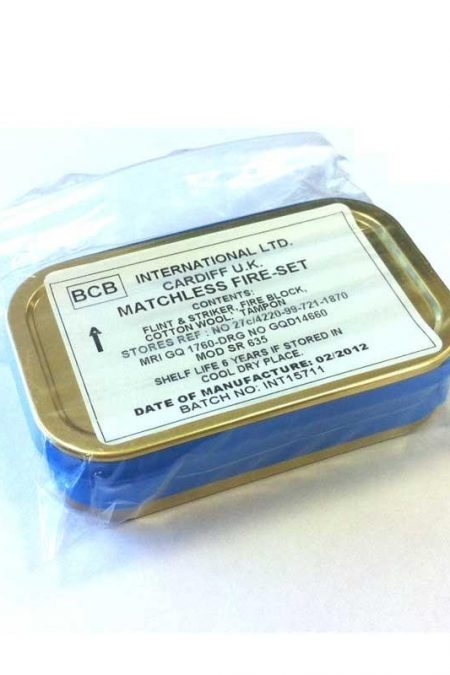 BCB
INTERNATIONAL LTD.
CARDIFF U.K.
MATCHLESS FIRE-SET
CONTENTS:
FLINT & STRIKER, FIRE BLOCK,
COTTON WOOL, TAMPON
STORES REF : NO 27c/4220-99-721-1870
MRI GQ 1760-DRG NO GQD14660
MOD SR 635
SHELF LIFE 6 YEARS IF STORED IN
COOL DRY PLACE.
DATE OF MANUFACTURE: 02/2012
BATCH NO: INT15711